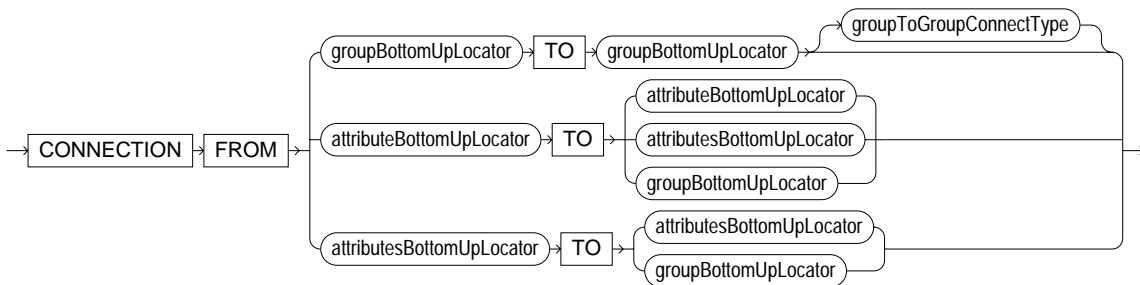 groupToGroupConnectType
groupBottomUpLocator TO groupBottomUpLocator
attributeBottomUpLocator
CONNECTION FROM attributeBottomUpLocator TO attributesBottomUpLocator
groupBottomUpLocator
attributesBottomUpLocator
attributesBottomUpLocator TO
groupBottomUpLocator